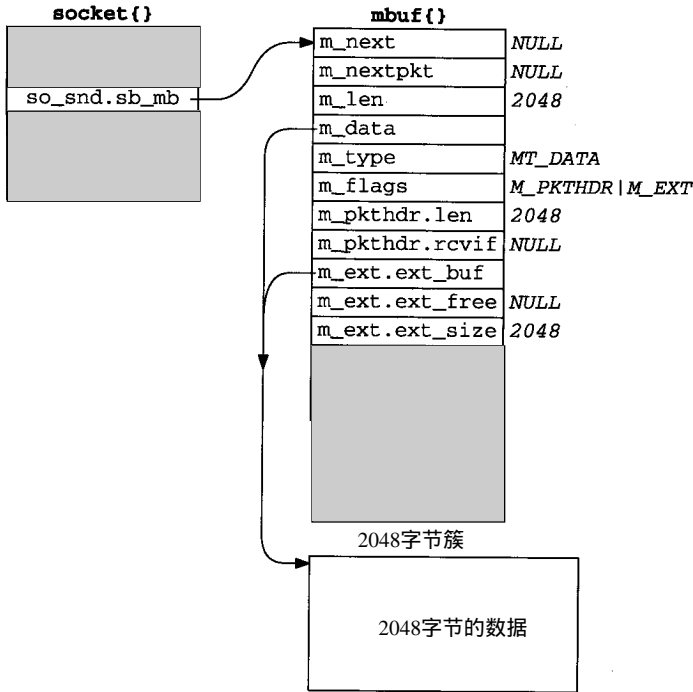 socket{}
mbuf{}
so_snd.sb_mb
m_next NULL
m_nextpkt NULL
m_len 2048
m_data
m_type MT_DATA
m_flags M_PKTHDR|M_EXT
m_pkthdr.len 2048
m_pkthdr.rcvif NULL
m_ext.ext_buf
m_ext.ext_free NULL
m_ext.ext_size 2048
2048字节簇
2048字节的数据